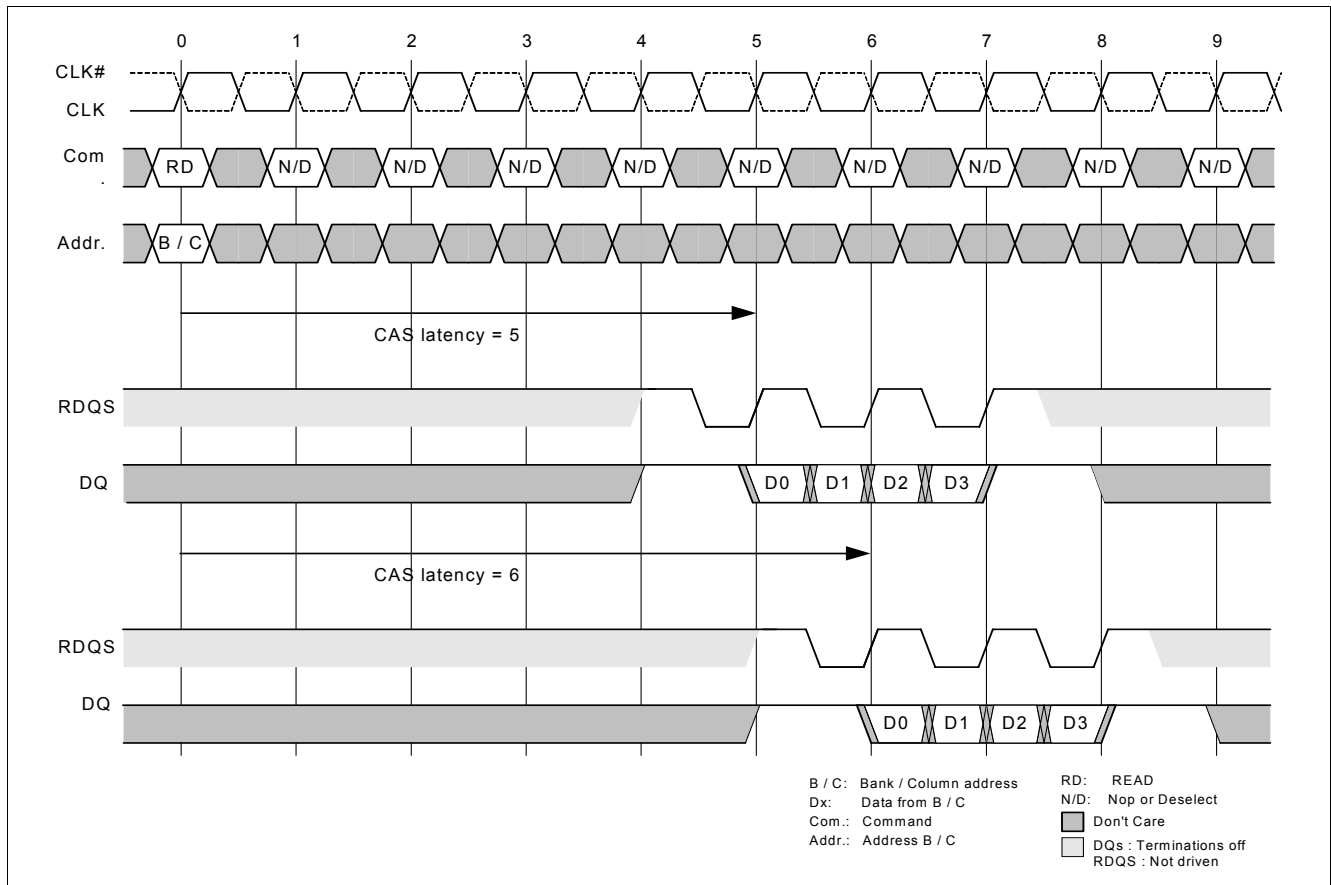 0 1 2 3 4 5 6 7 8 9
CLK#
CLK
Com
.
RD N/D N/D N/D N/D N/D N/D N/D N/D N/D
Addr.
B / C
CAS latency = 5
RDQS
DQ
D0 D1 D2 D3
CAS latency = 6
RDQS
DQ
D0 D1 D2 D3
B / C: Bank / Column address
Dx: Data from B / C
Com.: Command
Addr.: Address B / C
RD: READ
N/D: Nop or Deselect
Don't Care
DQs : Terminations off
RDQS : Not driven